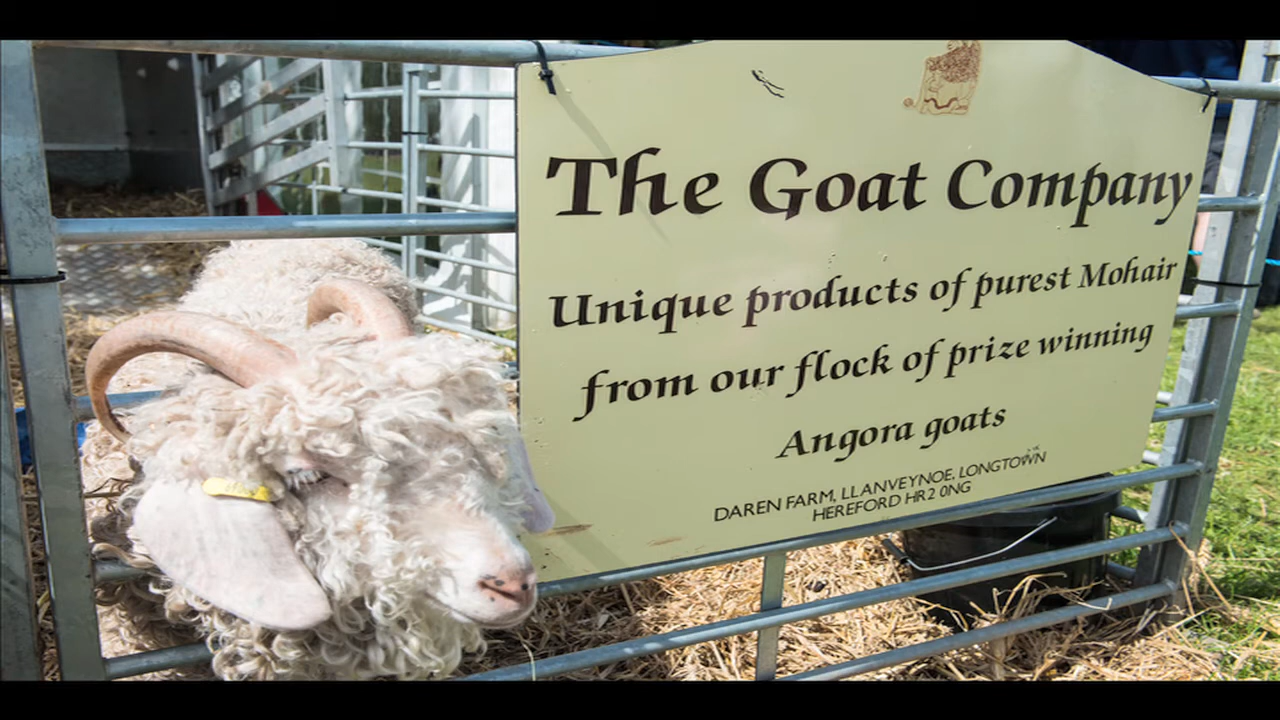 The Goat Company
Unique products of purest Mohair
from our flock of prize winning
Angora goats
DAREN FARM, LLANVEYNOE, LONGTOWN
HEREFORD HR2 0NG